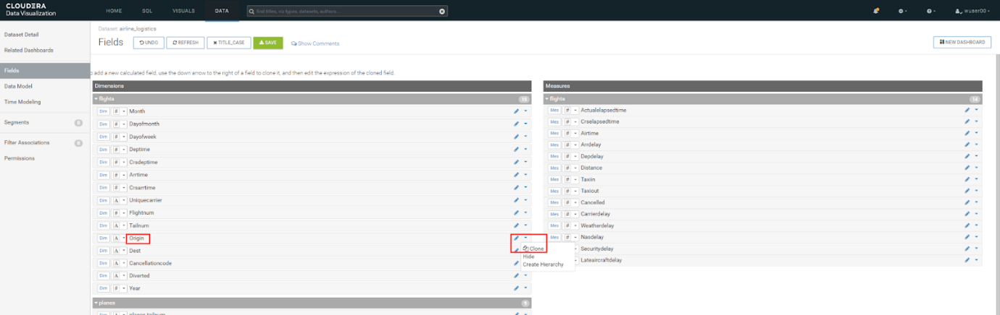 CLOUDERA
Data Visualization
HOME
SQL
VISUALS
DATA
find titles, viz types, datasets, authors...
wuser00
Dataset Detail
Related Dashboards
Fields
Data Model
Time Modeling
Segments 0
Filter Associations 0
Permissions
Dataset: airline_logistics
Fields
UNDO
REFRESH
TITLE_CASE
SAVE
Show Comments
NEW DASHBOARD
o add a new calculated field, use the down arrow to the right of a field to clone it, and then edit the expression of the cloned field.
Dimensions
flights 15
Dim # Month
Dim # Dayofmonth
Dim # Dayofweek
Dim # Deptime
Dim # Crsdeptime
Dim # Arrtime
Dim # Crsarrtime
Dim A Uniquecarrier
Dim # Flightnum
Dim A Tailnum
Dim A Origin
Dim A Dest
Dim A Cancellationcode
Dim A Diverted
Dim # Year
planes 9
planes.tailnum
Clone
Hide
Create Hierarchy
Measures
flights 14
Mes # Actualelapsedtime
Mes # Crselapsedtime
Mes # Airtime
Mes # Arrdelay
Mes # Depdelay
Mes # Distance
Mes # Taxiin
Mes # Taxiout
Mes # Cancelled
Mes # Carrierdelay
Mes # Weatherdelay
Mes # Nasdelay
Securitydelay
Lateaircraftdelay